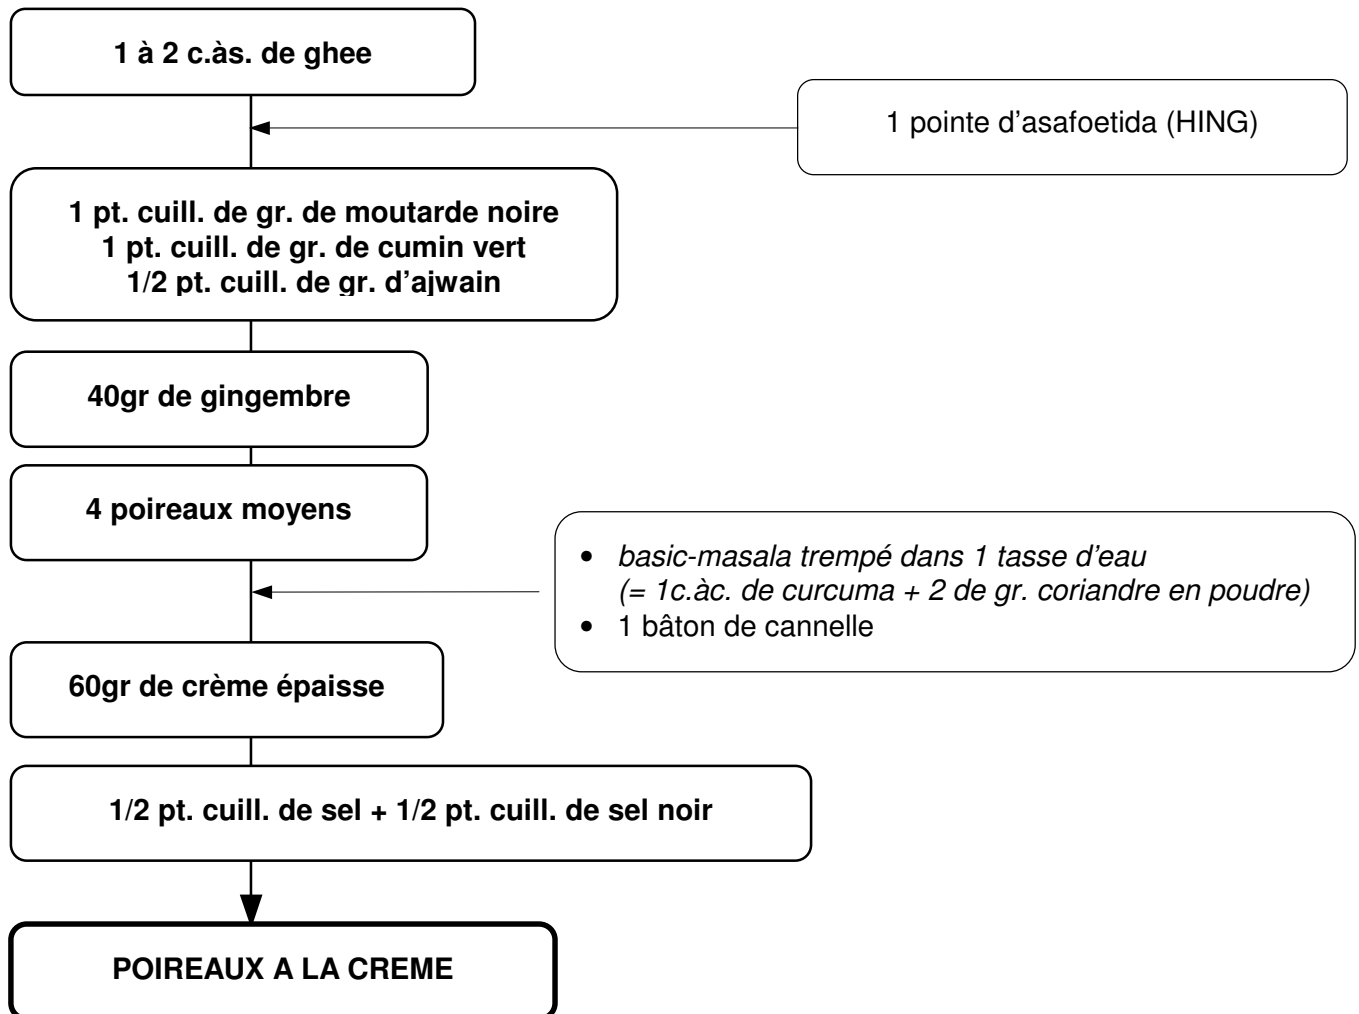 1 à 2 c.às. de ghee
1 pointe d'asafoetida (HING)
1 pt. cuill. de gr. de moutarde noire
1 pt. cuill. de gr. de cumin vert
1/2 pt. cuill. de gr. d'ajwain
40gr de gingembre
4 poireaux moyens
• basic-masala trempé dans 1 tasse d'eau
(= 1c.àc. de curcuma + 2 de gr. coriandre en poudre)
• 1 bâton de cannelle
60gr de crème épaisse
1/2 pt. cuill. de sel + 1/2 pt. cuill. de sel noir
POIREAUX A LA CREME